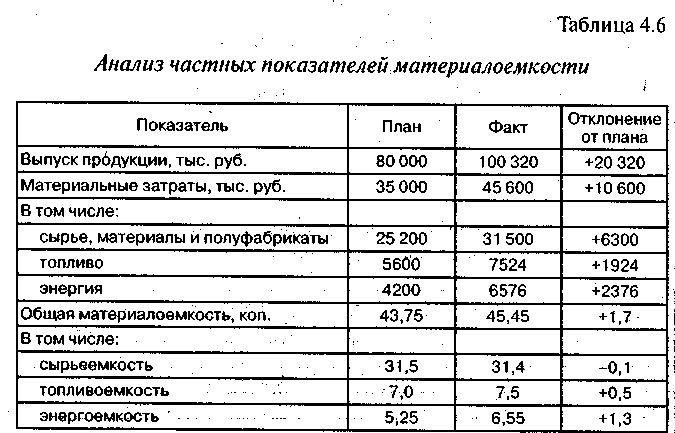 Таблица 4.6
Анализ частных показателей материалоемкости
Показатель План Факт Отклонение от плана
Выпуск продукции, тыс. руб. 80 000 100 320 +20 320
Материальные затраты, тыс. руб. 35 000 45 600 +10 600
В том числе:
сырье, материалы и полуфабрикаты 25 200 31 500 +6300
топливо 5600 7524 +1924
энергия 4200 6576 +2376
Общая материалоемкость, коп. 43,75 45,45 +1,7
В том числе:
сырьеемкость 31,5 31,4 –0,1
топливоемкость 7,0 7,5 +0,5
энергоемкость 5,25 6,55 +1,3